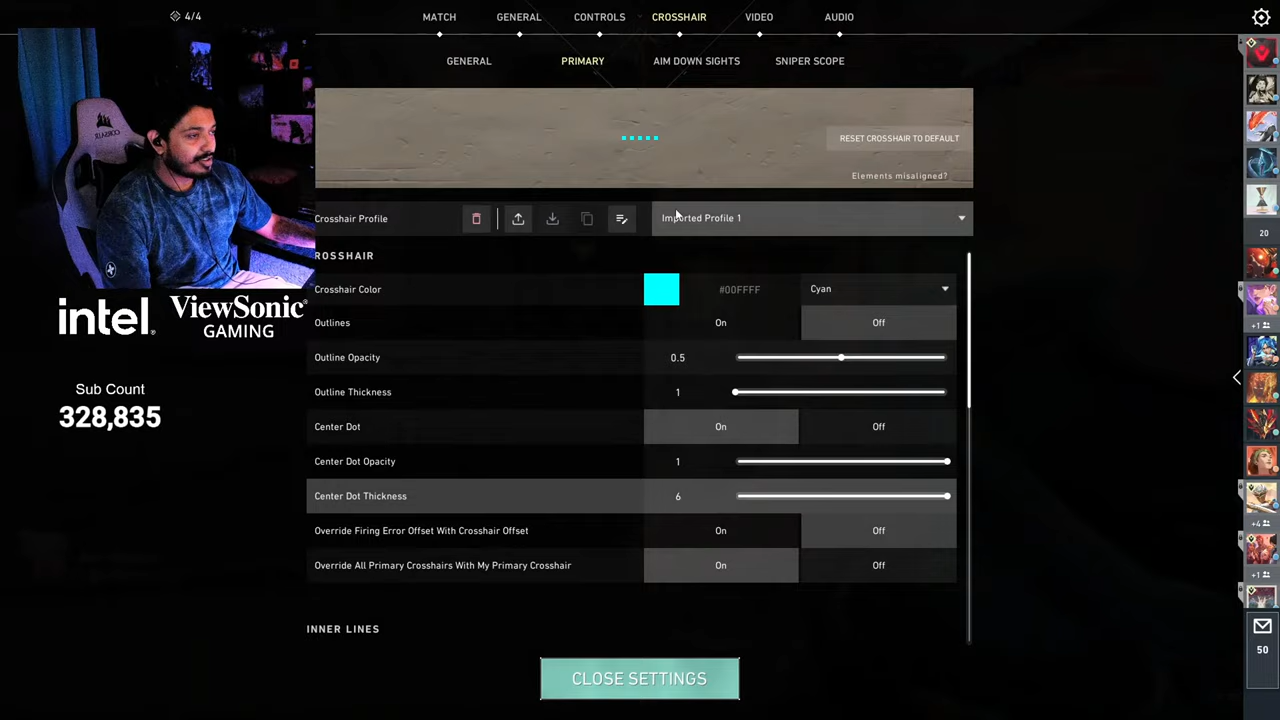 4/4
MATCH GENERAL CONTROLS CROSSHAIR VIDEO AUDIO
GENERAL PRIMARY AIM DOWN SIGHTS SNIPER SCOPE
RESET CROSSHAIR TO DEFAULT
Elements misaligned?
Crosshair Profile Imported Profile 1
ROSSHAIR
Crosshair Color #00FFFF Cyan
Outlines On Off
Outline Opacity 0.5
Outline Thickness 1
Center Dot On Off
Center Dot Opacity 1
Center Dot Thickness 6
Override Firing Error Offset With Crosshair Offset On Off
Override All Primary Crosshairs With My Primary Crosshair On Off
INNER LINES
CLOSE SETTINGS
intel. ViewSonic
GAMING
Sub Count
328,835
20
+1
+4
+1
50